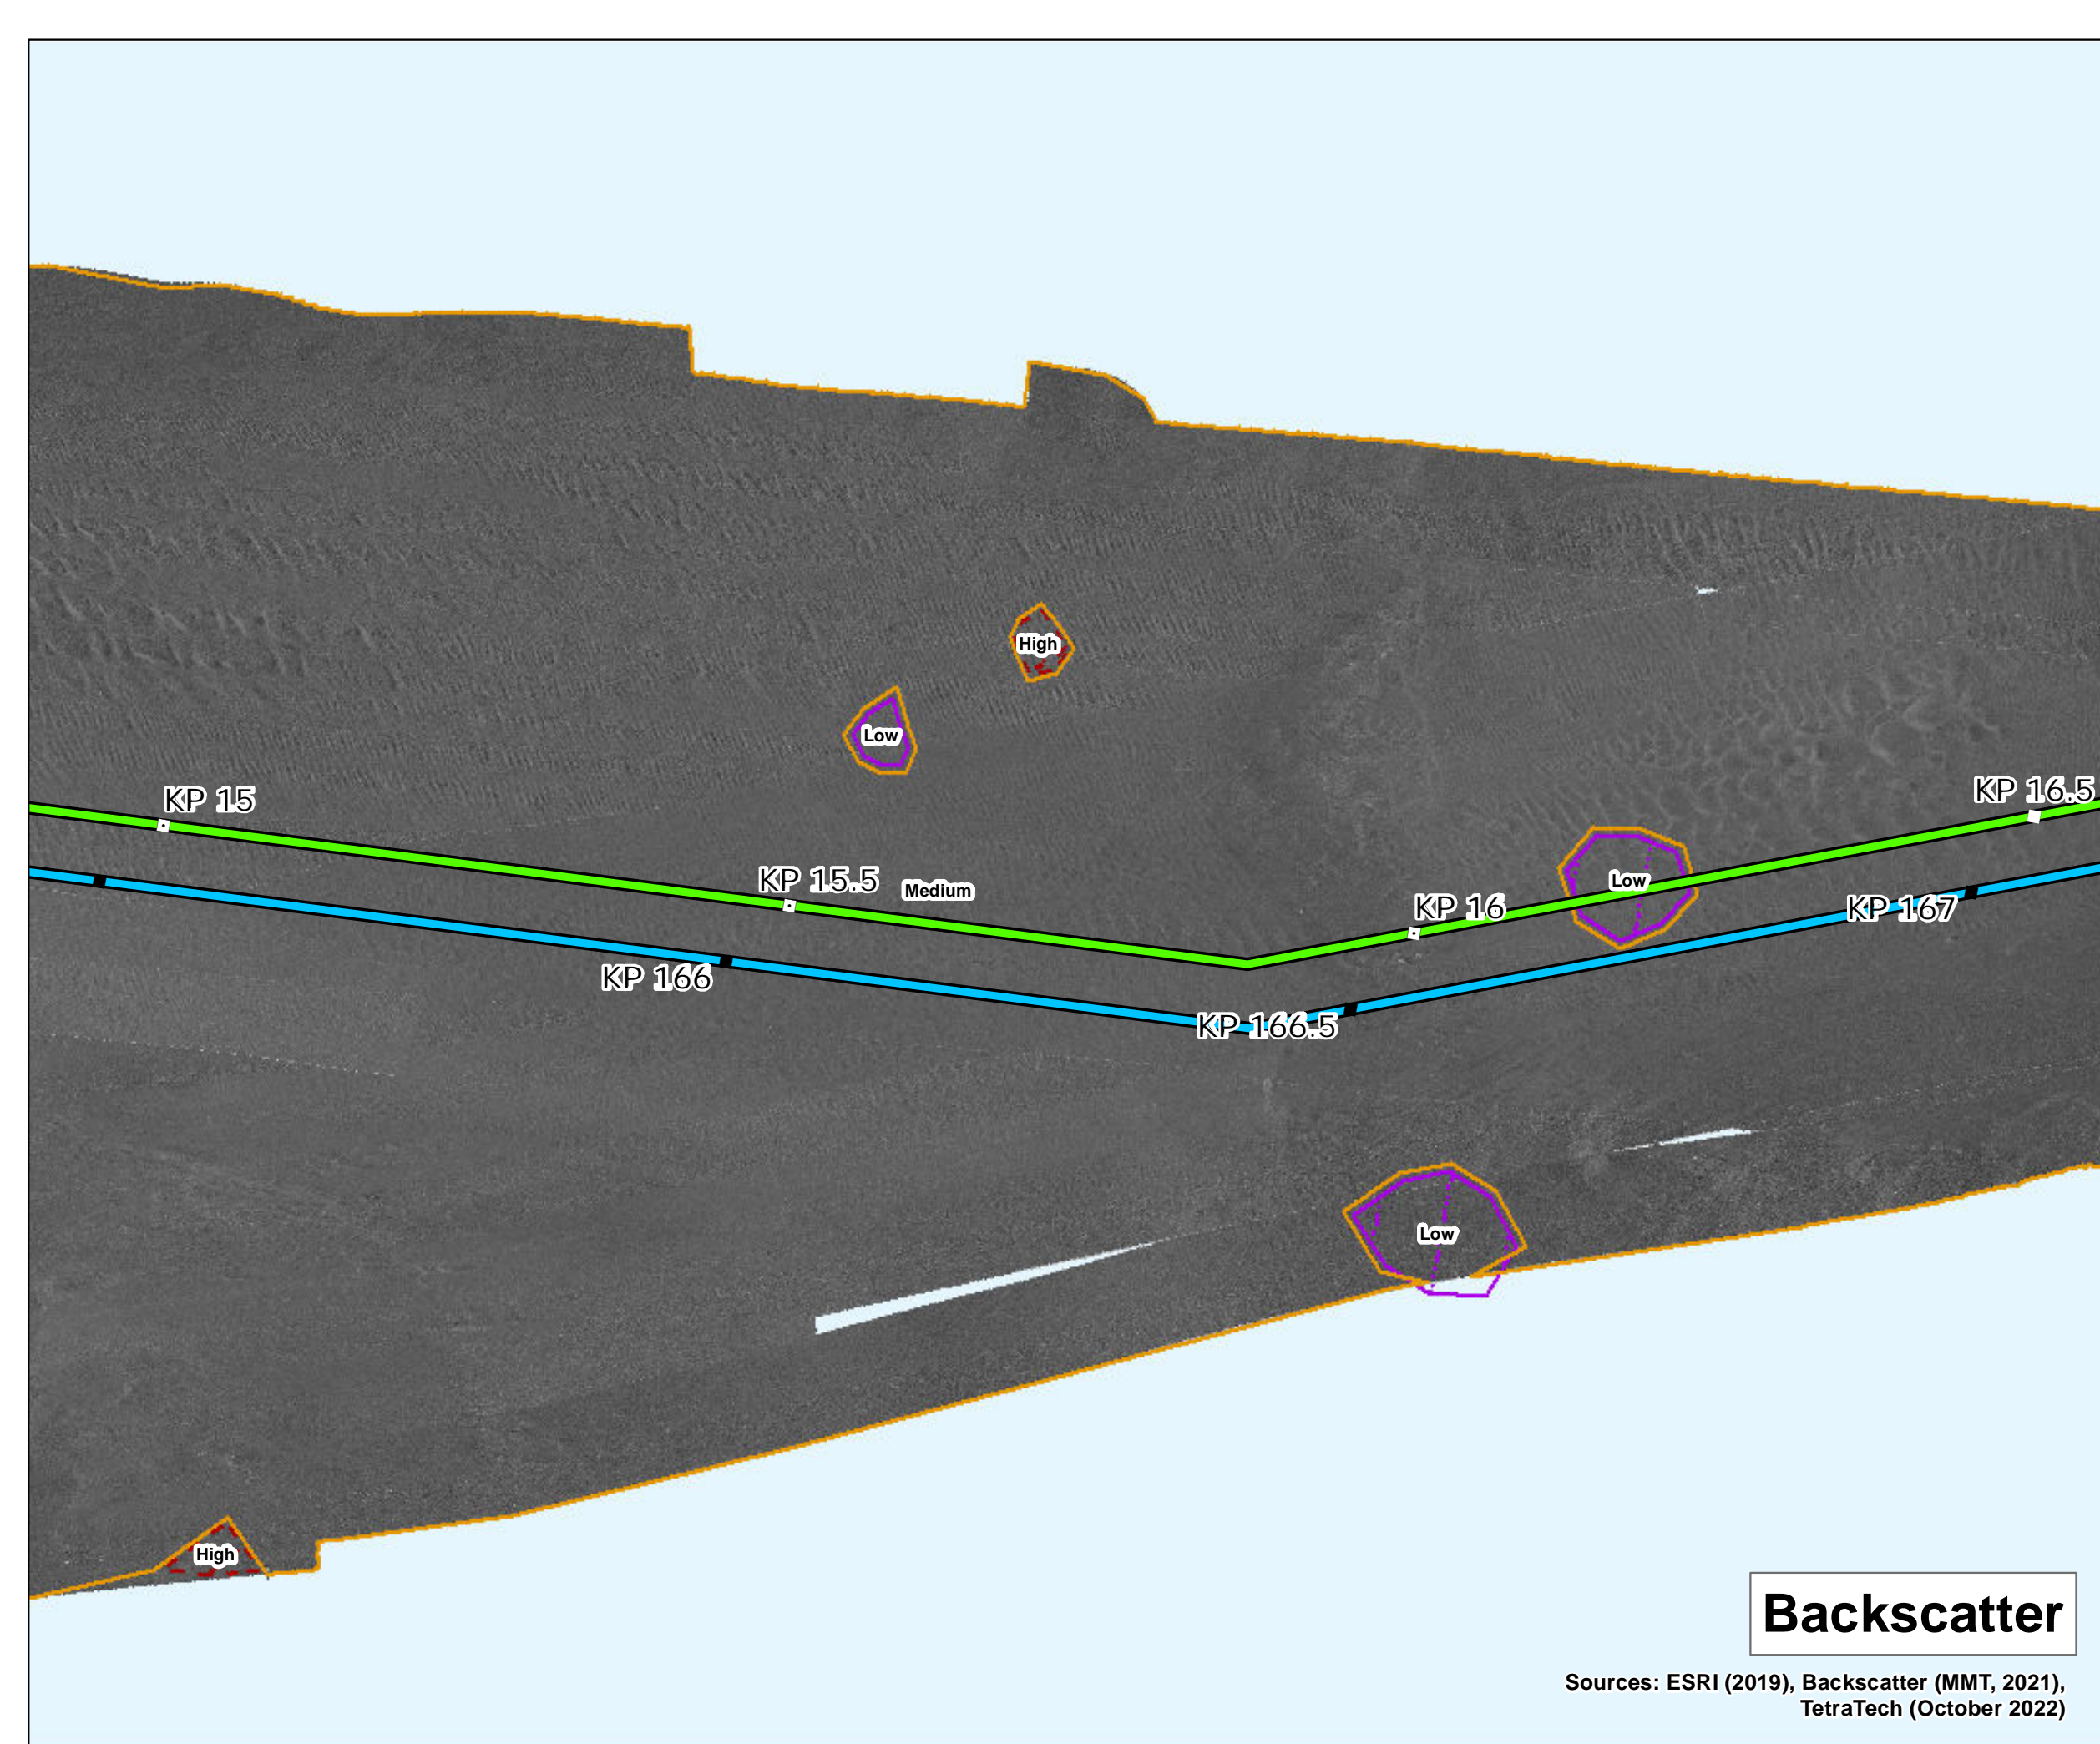 High
Low
KP 15
KP 16.5
KP 15.5
Medium
Low
KP 16
KP 167
KP 166
KP 166.5
Low
High
Backscatter
Sources: ESRI (2019), Backscatter (MMT, 2021),
TetraTech (October 2022)